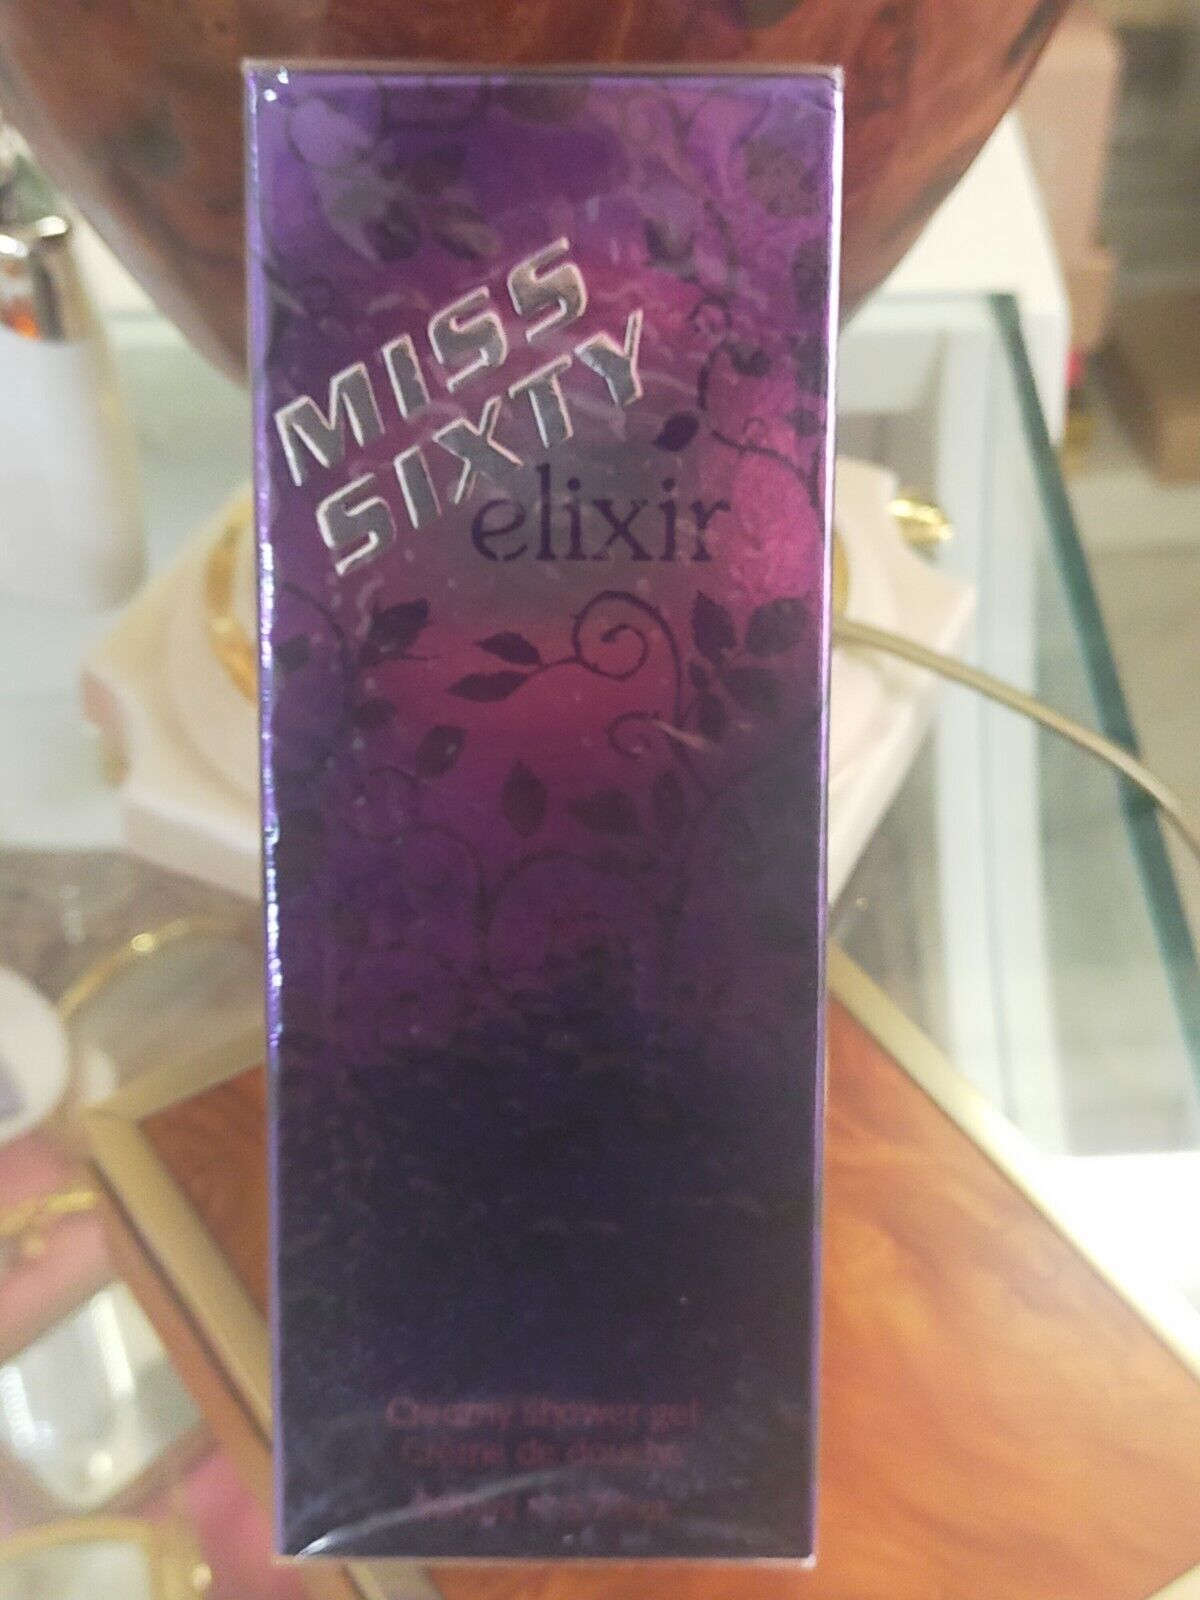 MISS
SIXTY
elixir
Creamy shower gel
Crème de douche